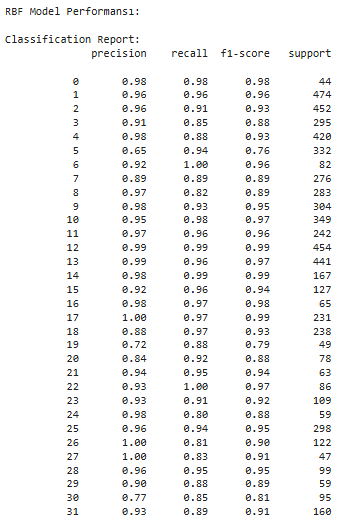 RBF Model Performansı:
Classification Report:
precision recall f1-score support
0 0.98 0.98 0.98 44
1 0.96 0.96 0.96 474
2 0.96 0.91 0.93 452
3 0.91 0.85 0.88 295
4 0.98 0.88 0.93 420
5 0.65 0.94 0.76 332
6 0.92 1.00 0.96 82
7 0.89 0.89 0.89 276
8 0.97 0.82 0.89 283
9 0.98 0.93 0.95 304
10 0.95 0.98 0.97 349
11 0.97 0.96 0.96 242
12 0.99 0.99 0.99 454
13 0.99 0.96 0.97 441
14 0.98 0.99 0.99 167
15 0.92 0.96 0.94 127
16 0.98 0.97 0.98 65
17 1.00 0.97 0.99 231
18 0.88 0.97 0.93 238
19 0.72 0.88 0.79 49
20 0.84 0.92 0.88 78
21 0.94 0.95 0.94 63
22 0.93 1.00 0.97 86
23 0.93 0.91 0.92 109
24 0.98 0.80 0.88 59
25 0.96 0.94 0.95 298
26 1.00 0.81 0.90 122
27 1.00 0.83 0.91 47
28 0.96 0.95 0.95 99
29 0.90 0.88 0.89 59
30 0.77 0.85 0.81 95
31 0.93 0.89 0.91 160